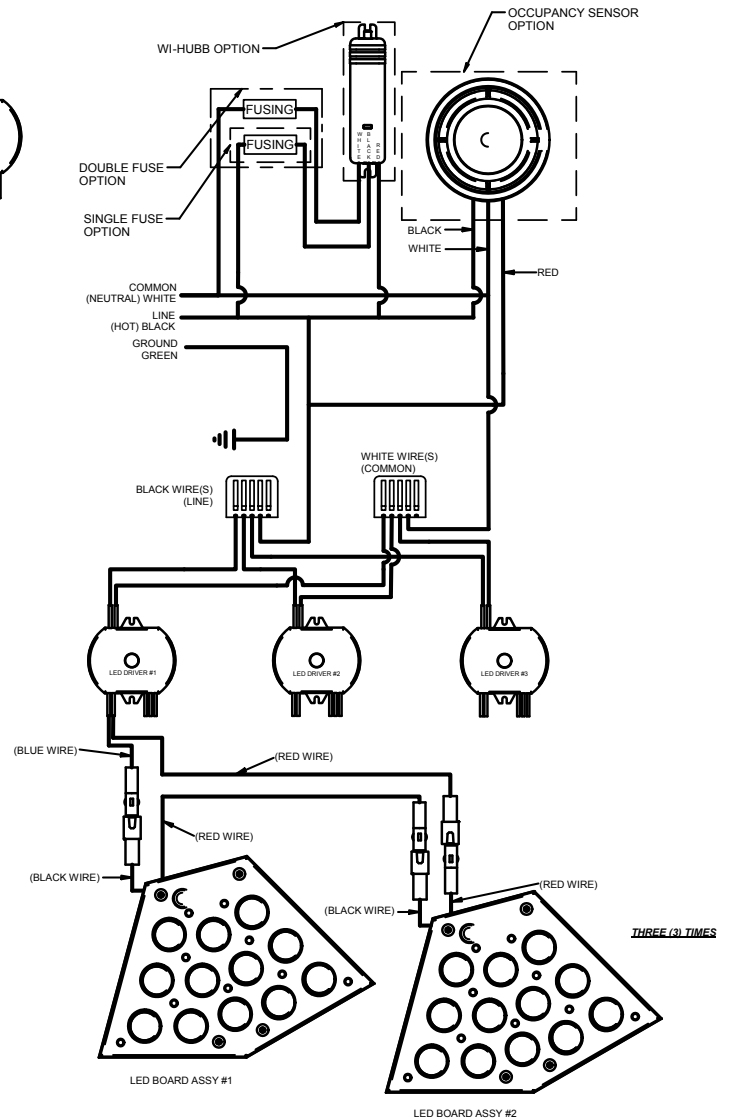 OCCUPANCY SENSOR
OPTION
WI-HUBB OPTION
FUSING
FUSING
WHITE
BLACK
RED
DOUBLE FUSE
OPTION
SINGLE FUSE
OPTION
BLACK
WHITE
RED
COMMON
(NEUTRAL) WHITE
LINE
(HOT) BLACK
GROUND
GREEN
BLACK WIRE(S)
(LINE)
WHITE WIRE(S)
(COMMON)
LED DRIVER #1
LED DRIVER #2
LED DRIVER #3
(BLUE WIRE)
(RED WIRE)
(RED WIRE)
(BLACK WIRE)
(RED WIRE)
(BLACK WIRE)
THREE (3) TIMES
LED BOARD ASSY #1
LED BOARD ASSY #2